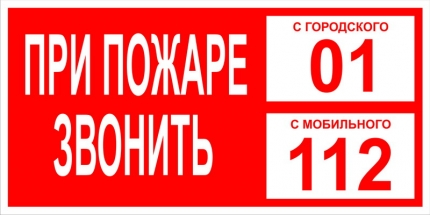 ПРИ ПОЖАРЕ
ЗВОНИТЬ
С ГОРОДСКОГО
01
С МОБИЛЬНОГО
112